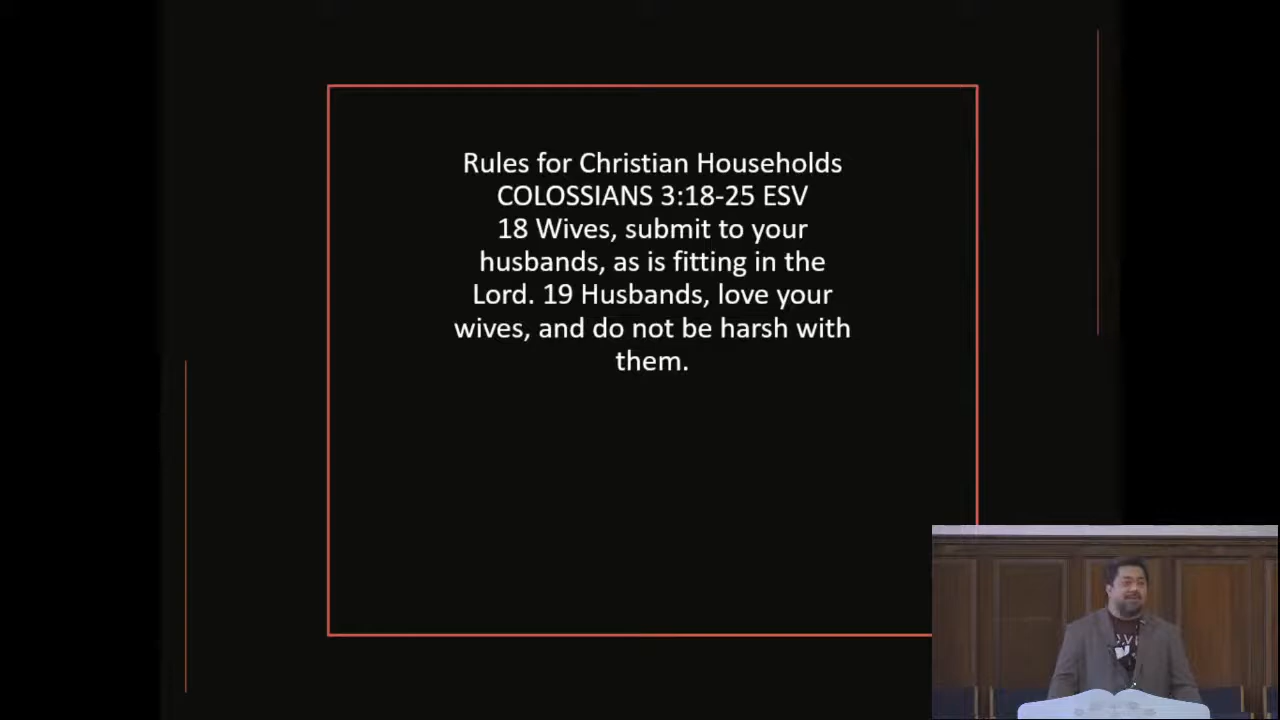 Rules for Christian Households
COLOSSIANS 3:18-25 ESV
18 Wives, submit to your
husbands, as is fitting in the
Lord. 19 Husbands, love your
wives, and do not be harsh with
them.